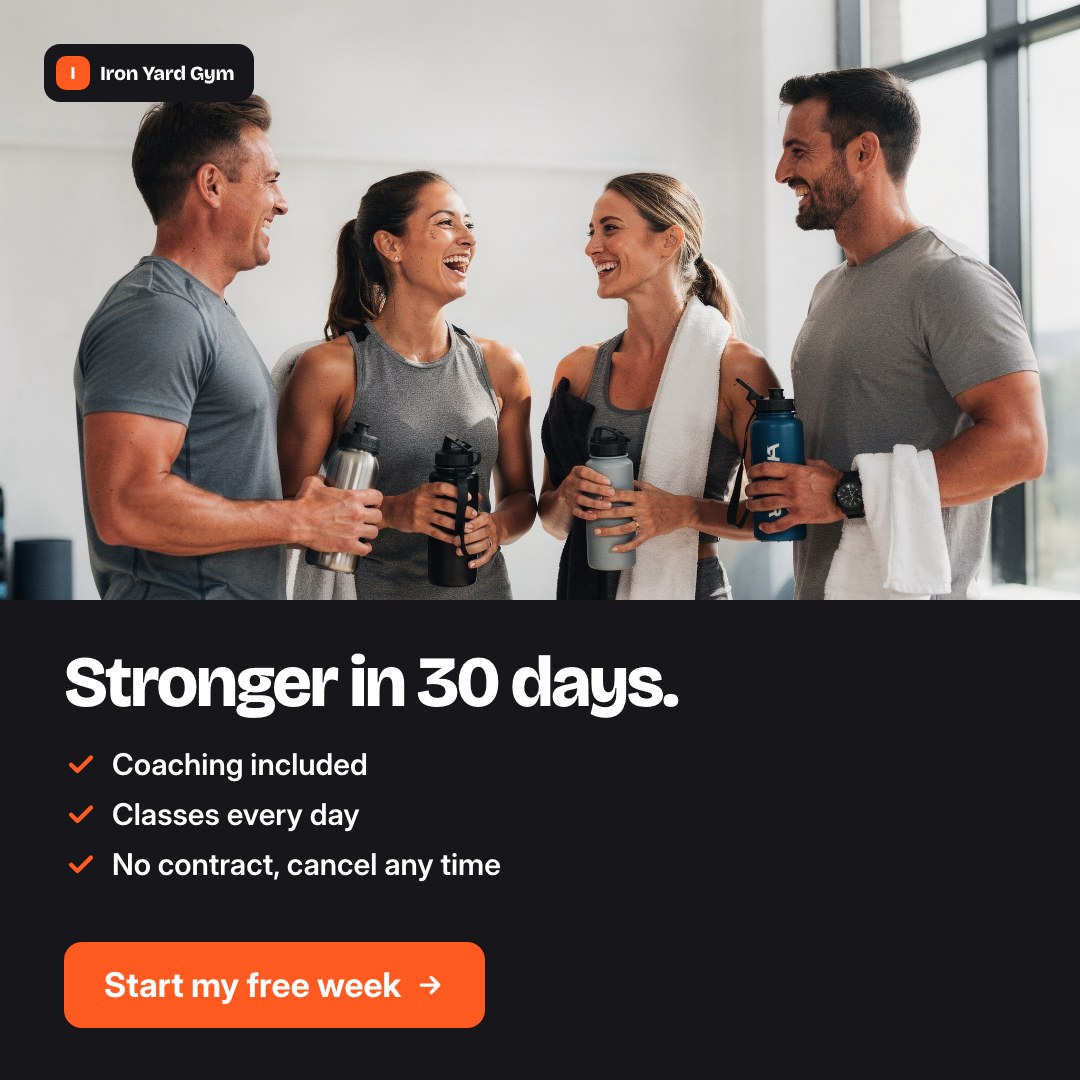 I Iron Yard Gym
Stronger in 30 days.
Coaching included
Classes every day
No contract, cancel any time
Start my free week →